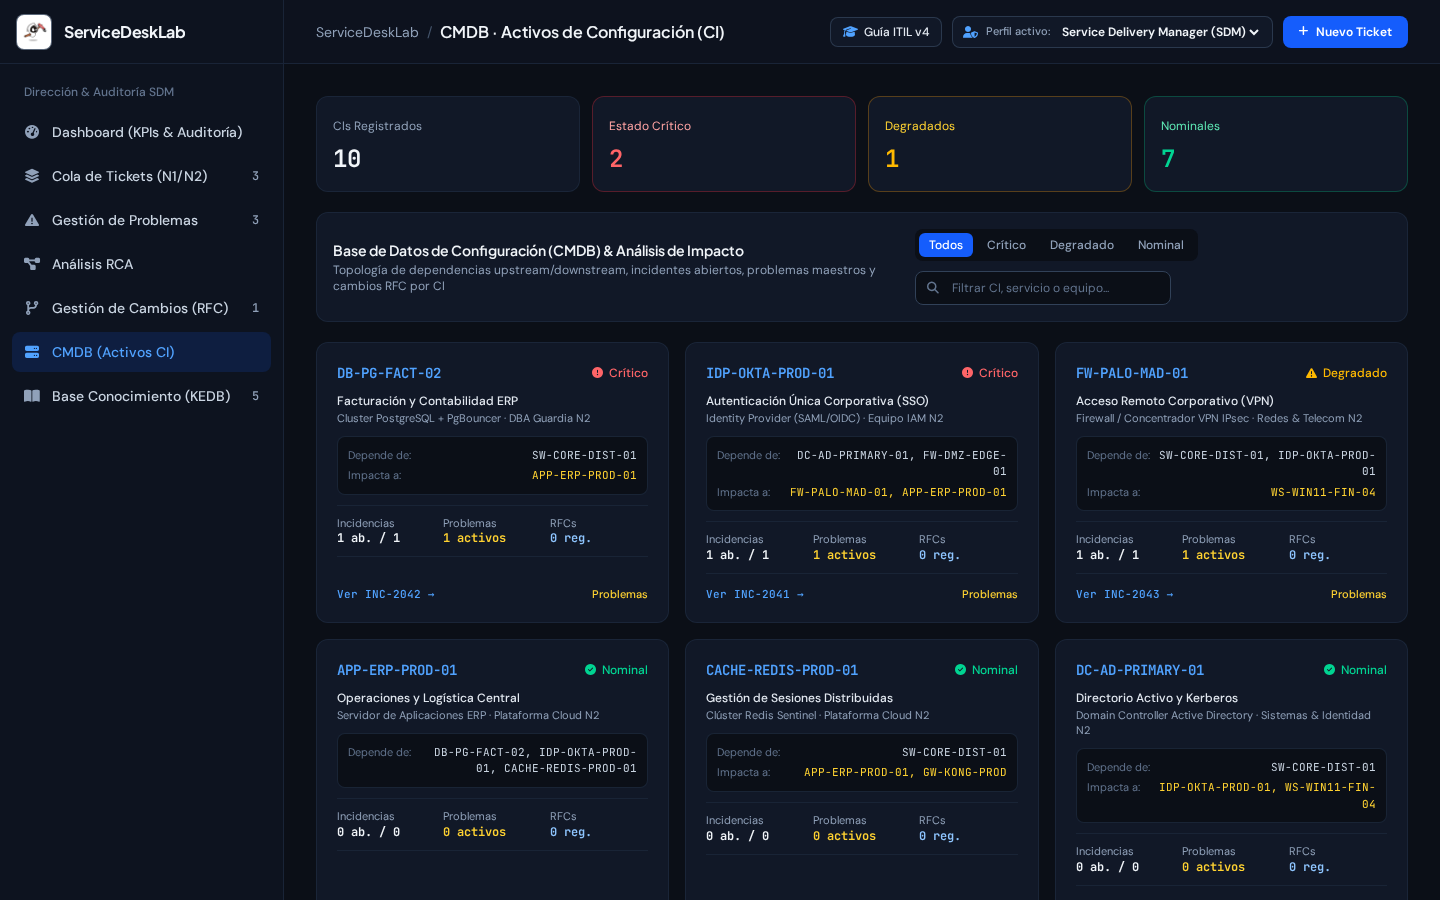 ServiceDeskLab
ServiceDeskLab / CMDB · Activos de Configuración (CI)
Guía ITIL v4
Perfil activo: Service Delivery Manager (SDM)
+ Nuevo Ticket
Dirección & Auditoría SDM
Dashboard (KPIs & Auditoría)
Cola de Tickets (N1/N2) 3
Gestión de Problemas 3
Análisis RCA
Gestión de Cambios (RFC) 1
CMDB (Activos CI)
Base Conocimiento (KEDB) 5
CIs Registrados
10
Estado Crítico
2
Degradados
1
Nominales
7
Base de Datos de Configuración (CMDB) & Análisis de Impacto
Topología de dependencias upstream/downstream, incidentes abiertos, problemas maestros y
cambios RFC por CI
Todos Crítico Degradado Nominal
Filtrar CI, servicio o equipo...
DB-PG-FACT-02 Crítico
Facturación y Contabilidad ERP
Cluster PostgreSQL + PgBouncer · DBA Guardia N2
Depende de: SW-CORE-DIST-01
Impacta a: APP-ERP-PROD-01
Incidencias Problemas RFCs
1 ab. / 1 1 activos 0 reg.
Ver INC-2042 → Problemas
IDP-OKTA-PROD-01 Crítico
Autenticación Única Corporativa (SSO)
Identity Provider (SAML/OIDC) · Equipo IAM N2
Depende de: DC-AD-PRIMARY-01, FW-DMZ-EDGE-
01
Impacta a: FW-PALO-MAD-01, APP-ERP-PROD-01
Incidencias Problemas RFCs
1 ab. / 1 1 activos 0 reg.
Ver INC-2041 → Problemas
FW-PALO-MAD-01 Degradado
Acceso Remoto Corporativo (VPN)
Firewall / Concentrador VPN IPsec · Redes & Telecom N2
Depende de: SW-CORE-DIST-01, IDP-OKTA-PROD-
01
Impacta a: WS-WIN11-FIN-04
Incidencias Problemas RFCs
1 ab. / 1 1 activos 0 reg.
Ver INC-2043 → Problemas
APP-ERP-PROD-01 Nominal
Operaciones y Logística Central
Servidor de Aplicaciones ERP · Plataforma Cloud N2
Depende de: DB-PG-FACT-02, IDP-OKTA-PROD-
01, CACHE-REDIS-PROD-01
Incidencias Problemas RFCs
0 ab. / 0 0 activos 0 reg.
CACHE-REDIS-PROD-01 Nominal
Gestión de Sesiones Distribuidas
Clúster Redis Sentinel · Plataforma Cloud N2
Depende de: SW-CORE-DIST-01
Impacta a: APP-ERP-PROD-01, GW-KONG-PROD
Incidencias Problemas RFCs
0 ab. / 0 0 activos 0 reg.
DC-AD-PRIMARY-01 Nominal
Directorio Activo y Kerberos
Domain Controller Active Directory · Sistemas & Identidad
N2
Depende de: SW-CORE-DIST-01
Impacta a: IDP-OKTA-PROD-01, WS-WIN11-FIN-
04
Incidencias Problemas RFCs
0 ab. / 0 0 activos 0 reg.